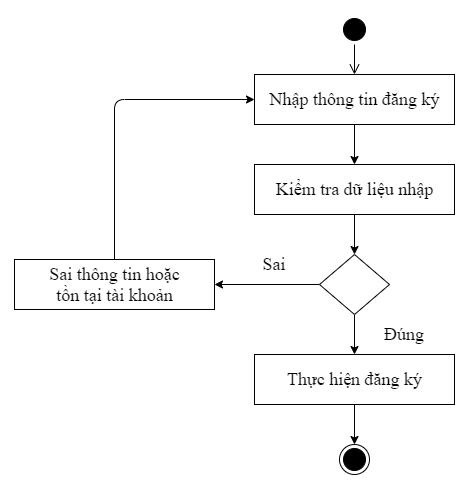 Nhập thông tin đăng ký
Kiểm tra dữ liệu nhập
Sai
Sai thông tin hoặc
tồn tại tài khoản
Đúng
Thực hiện đăng ký